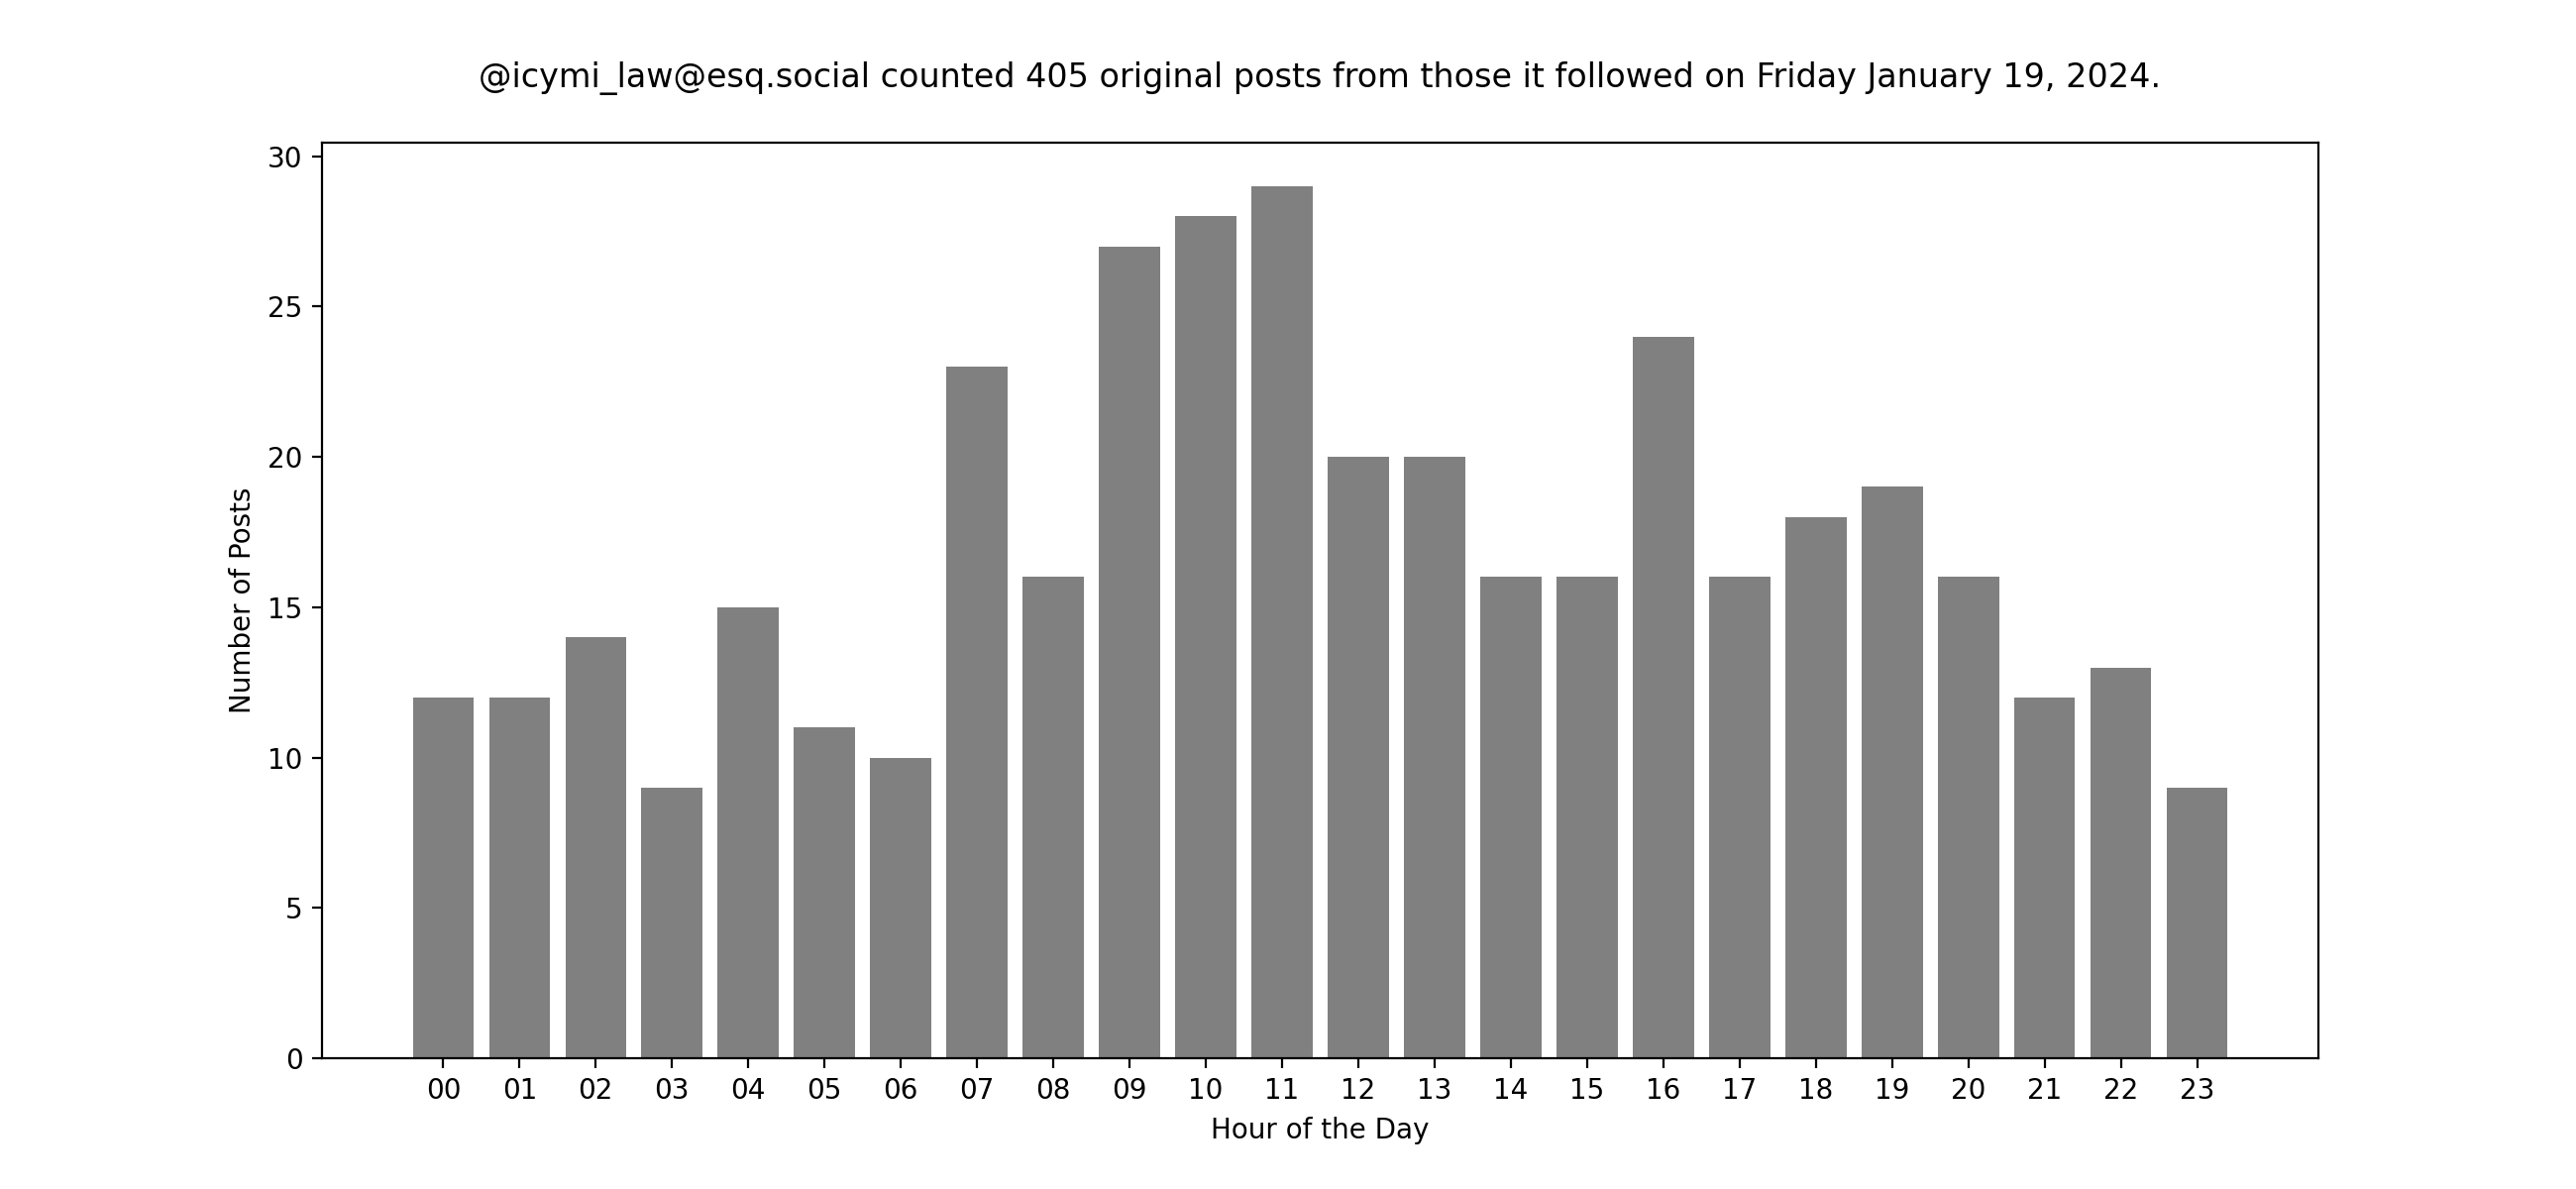 @icymi_law@esq.social counted 405 original posts from those it followed on Friday January 19, 2024.
30
25
20
15
10
5
0
Number of Posts
00 01 02 03 04 05 06 07 08 09 10 11 12 13 14 15 16 17 18 19 20 21 22 23
Hour of the Day